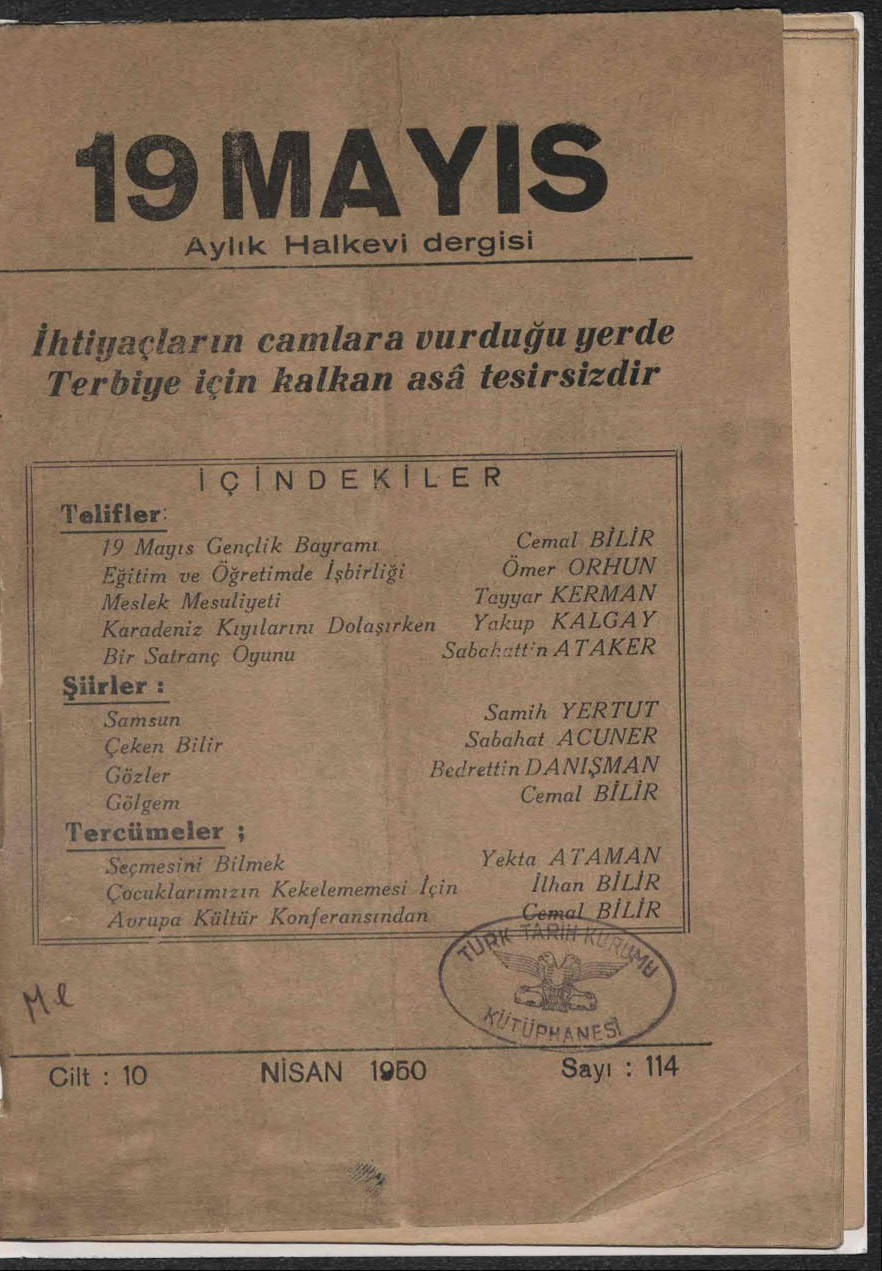 19 MAYIS
Aylık Halkevi dergisi
İhtiyaçların camlara vurduğu yerde
Terbiye için kalkan asâ tesirsizdir
İÇİNDEKİLER
Telifler:
19 Mayıs Gençlik Bayramı Cemal BİLİR
Eğitim ve Öğretimde İşbirliği Ömer ORHUN
Meslek Mesuliyeti Tayyar KERMAN
Karadeniz Kıyılarını Dolaşırken Yakup KALGAY
Bir Satranç Oyunu Sabahattin ATAKER
Şiirler :
Samsun Samih YERTUT
Çeken Bilir Sabahat ACUNER
Gözler Bedrettin DANIŞMAN
Gölgem Cemal BİLİR
Tercümeler ;
Seçmesini Bilmek Yekta ATAMAN
Çocuklarımızın Kekelememesi İçin İlhan BİLİR
Avrupa Kültür Konferansından Cemal BİLİR
TÜRK TARİH KURUMU
KÜTÜPHANESİ
Cilt : 10 NİSAN 1950 Sayı : 114